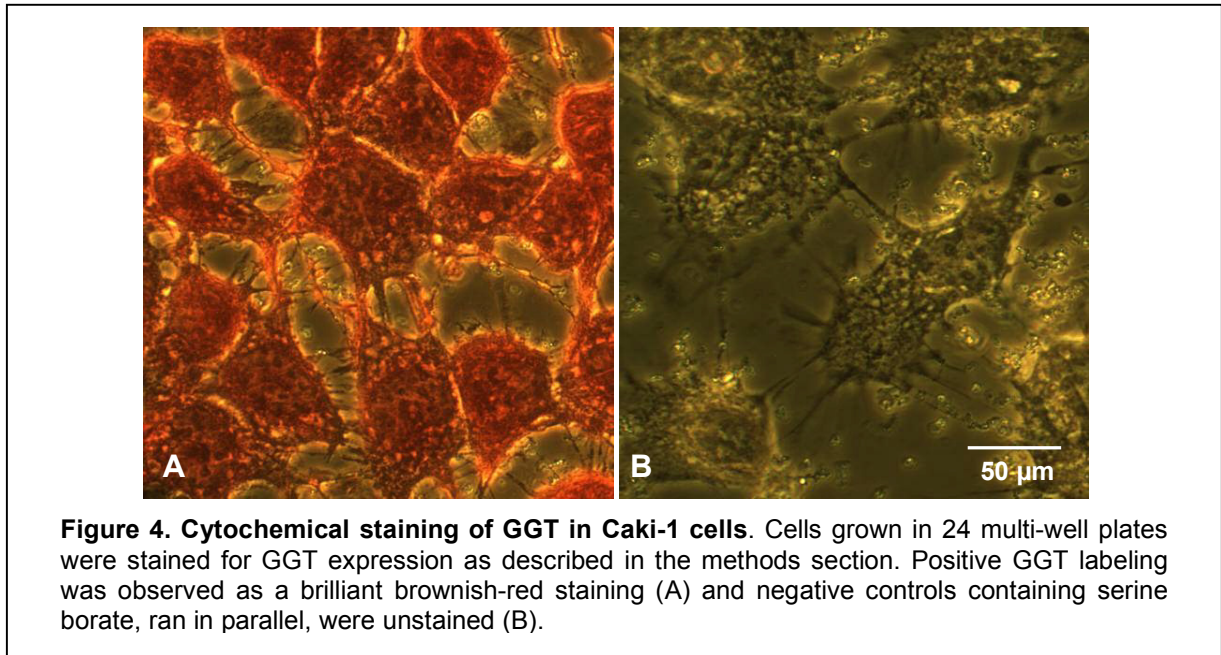 A
B
50 µm
Figure 4. Cytochemical staining of GGT in Caki-1 cells. Cells grown in 24 multi-well plates
were stained for GGT expression as described in the methods section. Positive GGT labeling
was observed as a brilliant brownish-red staining (A) and negative controls containing serine
borate, ran in parallel, were unstained (B).